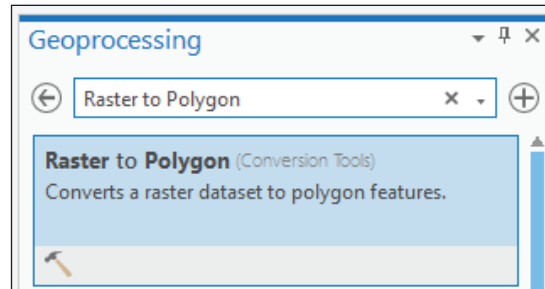 Geoprocessing
Raster to Polygon
Raster to Polygon (Conversion Tools)
Converts a raster dataset to polygon features.